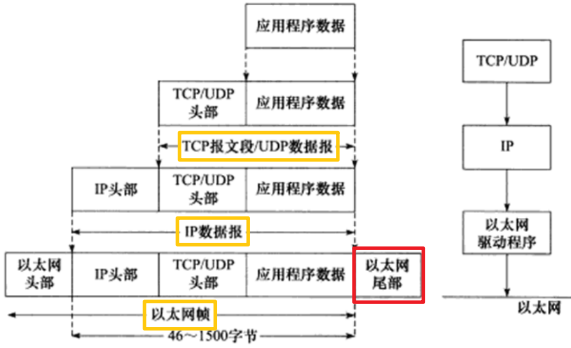 应用程序数据
TCP/UDP
头部
应用程序数据
TCP报文段/UDP数据报
IP头部
TCP/UDP
头部
应用程序数据
IP数据报
以太网
头部
IP头部
TCP/UDP
头部
应用程序数据
以太网
尾部
以太网帧
46～1500字节
TCP/UDP
IP
以太网
驱动程序
以太网